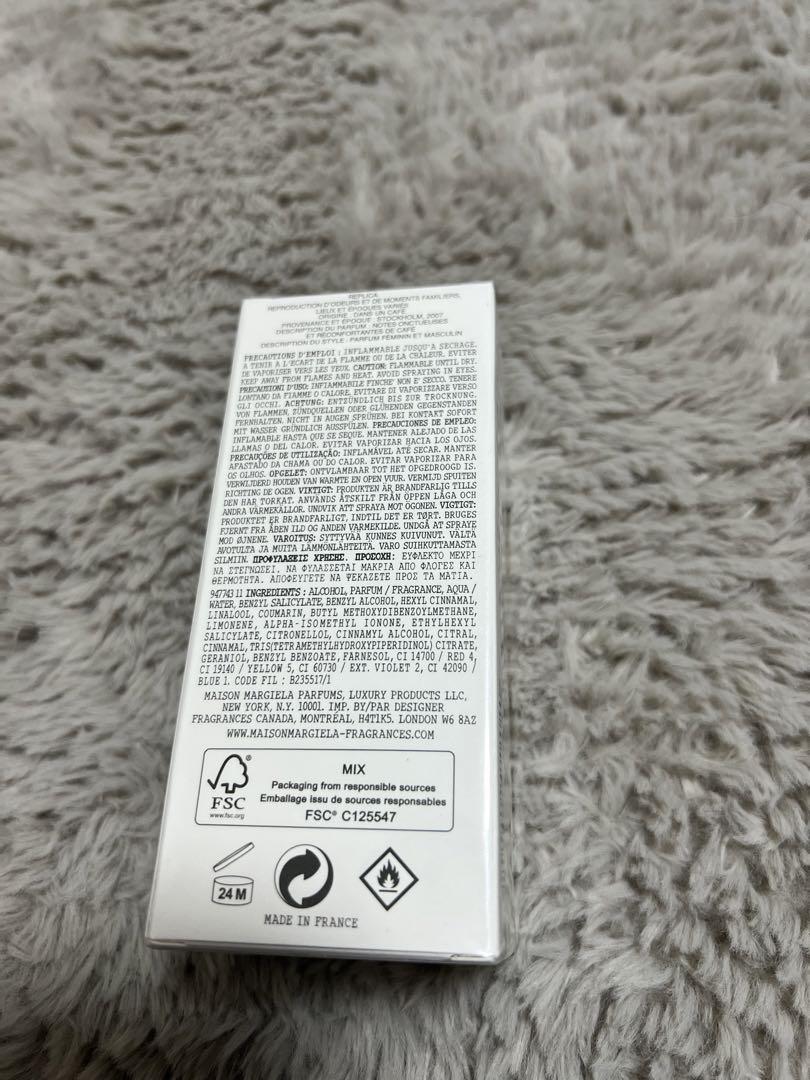 REPLICA
REPRODUCTION D'ODEURS ET DE MOMENTS FAMILIERS,
LIEUX ET ÉPOQUES VARIÉS
ORIGINE : DANS UN CAFÉ
PROVENANCE ET ÉPOQUE : STOCKHOLM, 2007
DESCRIPTION DU PARFUM : NOTES ONCTUEUSES
ET RÉCONFORTANTES DE CAFÉ
DESCRIPTION DU STYLE : PARFUM FÉMININ ET MASCULIN
PRECAUTIONS D'EMPLOI : INFLAMMABLE JUSQU'A SECHAGE.
A TENIR A L'ECART DE LA FLAMME OU DE LA CHALEUR. EVITER
DE VAPORISER VERS LES YEUX. CAUTION: FLAMMABLE UNTIL DRY.
KEEP AWAY FROM FLAMES AND HEAT. AVOID SPRAYING IN EYES.
PRECAUZIONI D'USO: INFIAMMABILE FINCHE' NON E' SECCO. TENERE
LONTANO DA FIAMME O CALORE. EVITARE DI VAPORIZZARE VERSO
GLI OCCHI. ACHTUNG: ENTZÜNDLICH BIS ZUR TROCKNUNG.
VON FLAMMEN, ZÜNDQUELLEN ODER GLÜHENDEN GEGENSTANDEN
FERNHALTEN. NICHT IN AUGEN SPRÜHEN. BEI KONTAKT SOFORT
MIT WASSER GRÜNDLICH AUSSPÜLEN. PRECAUCIONES DE EMPLEO:
INFLAMABLE HASTA QUE SE SEQUE. MANTENER ALEJADO DE LAS
LLAMAS O DEL CALOR. EVITAR VAPORIZAR HACIA LOS OJOS.
PRECAUÇÕES DE UTILIZAÇÃO: INFLAMÁVEL ATÉ SECAR. MANTER
AFASTADO DA CHAMA OU DO CALOR. EVITAR VAPORIZAR PARA
OS OLHOS. OPGELET: ONTVLAMBAAR TOT HET OPGEDROOGD IS.
VERWIJDERD HOUDEN VAN WARMTE EN OPEN VUUR. VERMIJD SPUITEN
RICHTING DE OGEN. VIKTIGT: PRODUKTEN ÄR BRANDFARLIG TILLS
DEN HAR TORKAT. ANVÄNDS ÅTSKILT FRÅN ÖPPEN LÅGA OCH
ANDRA VÄRMEKÄLLOR. UNDVIK ATT SPRAYA MOT ÖGONEN. VIGTIGT:
PRODUKTET ER BRANDFARLIGT, INDTIL DET ER TØRT. BRUGES
FJERNT FRA ÅBEN ILD OG ANDEN VARMEKILDE. UNDGÅ AT SPRAYE
MOD ØJNENE. VAROITUS: SYTTYVÄÄ KUNNES KUIVUNUT. VÄLTÄ
AVOTULTA JA MUITA LÄMMÖNLÄHTEITÄ. VARO SUIHKUTTAMASTA
SILMIIN. ΠΡΟΦΥΛΑΞΕΙΣ ΧΡΗΣΗΣ. ΠΡΟΣΟΧΗ: ΕΥΦΛΕΚΤΟ ΜΕΧΡΙ
ΝΑ ΣΤΕΓΝΩΣΕΙ. ΝΑ ΦΥΛΑΣΣΕΤΑΙ ΜΑΚΡΙΑ ΑΠΟ ΦΛΟΓΕΣ ΚΑΙ
ΘΕΡΜΟΤΗΤΑ. ΑΠΟΦΕΥΓΕΤΕ ΝΑ ΨΕΚΑΖΕΤΕ ΠΡΟΣ ΤΑ ΜΑΤΙΑ.
947743 11 INGREDIENTS : ALCOHOL, PARFUM / FRAGRANCE, AQUA /
WATER, BENZYL SALICYLATE, BENZYL ALCOHOL, HEXYL CINNAMAL,
LINALOOL, COUMARIN, BUTYL METHOXYDIBENZOYLMETHANE,
LIMONENE, ALPHA-ISOMETHYL IONONE, ETHYLHEXYL
SALICYLATE, CITRONELLOL, CINNAMYL ALCOHOL, CITRAL,
CINNAMAL, TRIS(TETRAMETHYLHYDROXYPIPERIDINOL) CITRATE,
GERANIOL, BENZYL BENZOATE, FARNESOL, CI 14700 / RED 4,
CI 19140 / YELLOW 5, CI 60730 / EXT. VIOLET 2, CI 42090 /
BLUE 1. CODE FIL : B235517/1
MAISON MARGIELA PARFUMS, LUXURY PRODUCTS LLC,
NEW YORK, N.Y. 10001. IMP. BY/PAR DESIGNER
FRAGRANCES CANADA, MONTRÉAL, H4T1K5. LONDON W6 8AZ
WWW.MAISONMARGIELA-FRAGRANCES.COM
FSC
www.fsc.org
MIX
Packaging from responsible sources
Emballage issu de sources responsables
FSC® C125547
24 M
MADE IN FRANCE